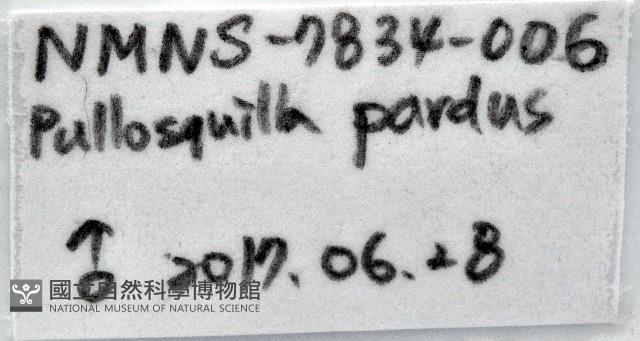 NMNS-7834-006
Pullosquilla pardus
♂ 2017.06.28
國立自然科學博物館
NATIONAL MUSEUM OF NATURAL SCIENCE